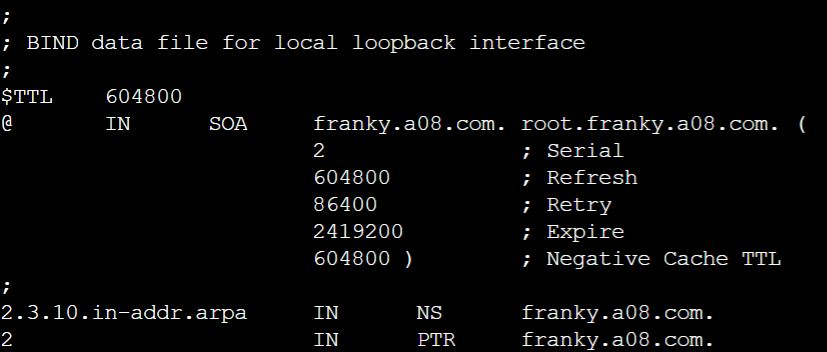 ;
; BIND data file for local loopback interface
;
$TTL    604800
@       IN      SOA     franky.a08.com. root.franky.a08.com. (
                        2               ; Serial
                        604800          ; Refresh
                        86400           ; Retry
                        2419200         ; Expire
                        604800 )        ; Negative Cache TTL
;
2.3.10.in-addr.arpa     IN      NS      franky.a08.com.
2                       IN      PTR     franky.a08.com.